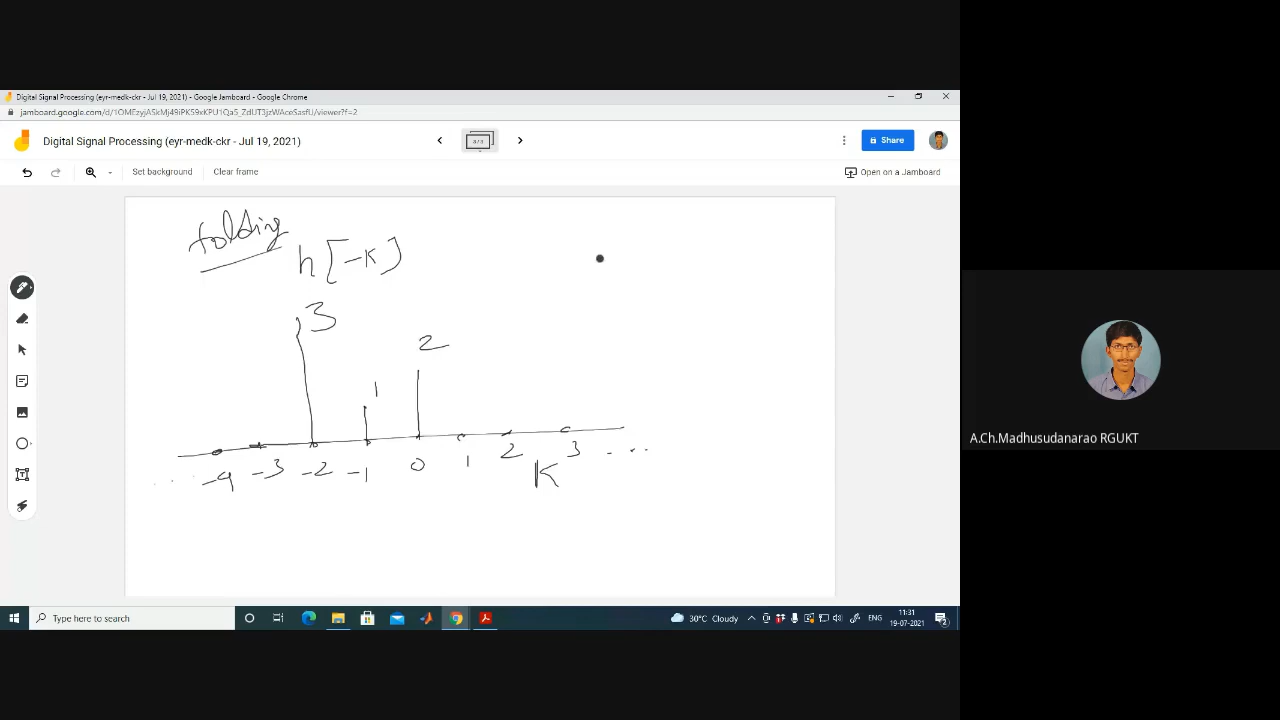 Digital Signal Processing (eyr-medk-ckr - Jul 19, 2021) - Google Jamboard - Google Chrome
Digital Signal Processing (eyr-medk-ckr - Jul 19, 2021)
8/8
Share
Set background
Clear frame
Open on a Jamboard
folding
h[-K]
3
2
1
-4 -3 -2 -1 0 1 2 3 ...
K
A.Ch.Madhusudanarao RGUKT
Type here to search
30°C Cloudy
ENG
11:31
19-07-2021
2